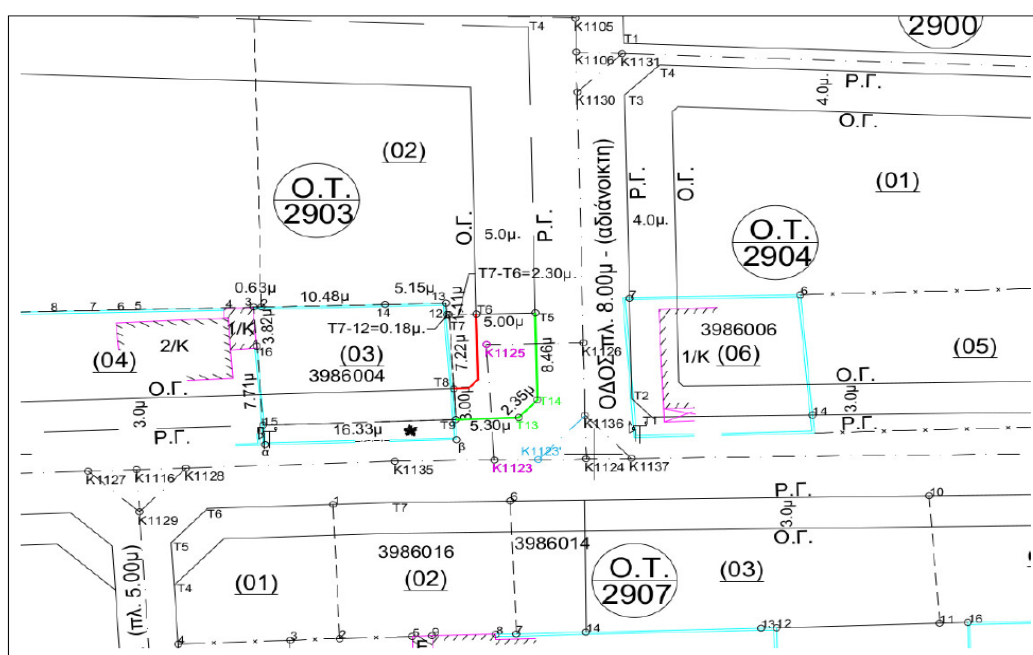 T4
K1105
T1
2900
K1106
K1131
T4
Ρ.Γ.
4.0μ.
K1130
T3
Ο.Γ.
(02)
Ο.Τ.
2903
Ο.Γ.
5.0μ.
Ρ.Γ.
ΟΔΟΣ πλ. 8.00μ - (αδιάνοικτη)
Ρ.Γ.
4.0μ.
Ο.Γ.
(01)
Ο.Τ.
2904
T7-T6=2.30μ.
0.63μ
10.48μ
5.15μ
13
8
7
6
5
4
3
2
14
12
T7
T6
5.00μ
T5
T7-12=0.18μ.
3.82μ
1/K
2/K
16
(03)
3986004
7.22μ
K1125
8.46μ
K1126
7
6
3986006
1/K
(06)
(05)
(04)
Ο.Γ.
7.71μ
T8
3.00μ
2.35μ
T14
T2
Ο.Γ.
3.0μ
Ρ.Γ.
15
16.33μ
T9
5.30μ
T13
K1136
T1
14
3.0μ
Ρ.Γ.
α
β
K1127
K1116
K1128
K1135
K1123
K1123'
K1124
K1137
K1129
1
T7
6
Ρ.Γ.
10
T6
3.0μ
Ο.Γ.
T5
3986016
3986014
(πλ. 5.00μ)
T4
(01)
(02)
Ο.Τ.
2907
(03)
4
3
2
8
7
14
13
12
11
16